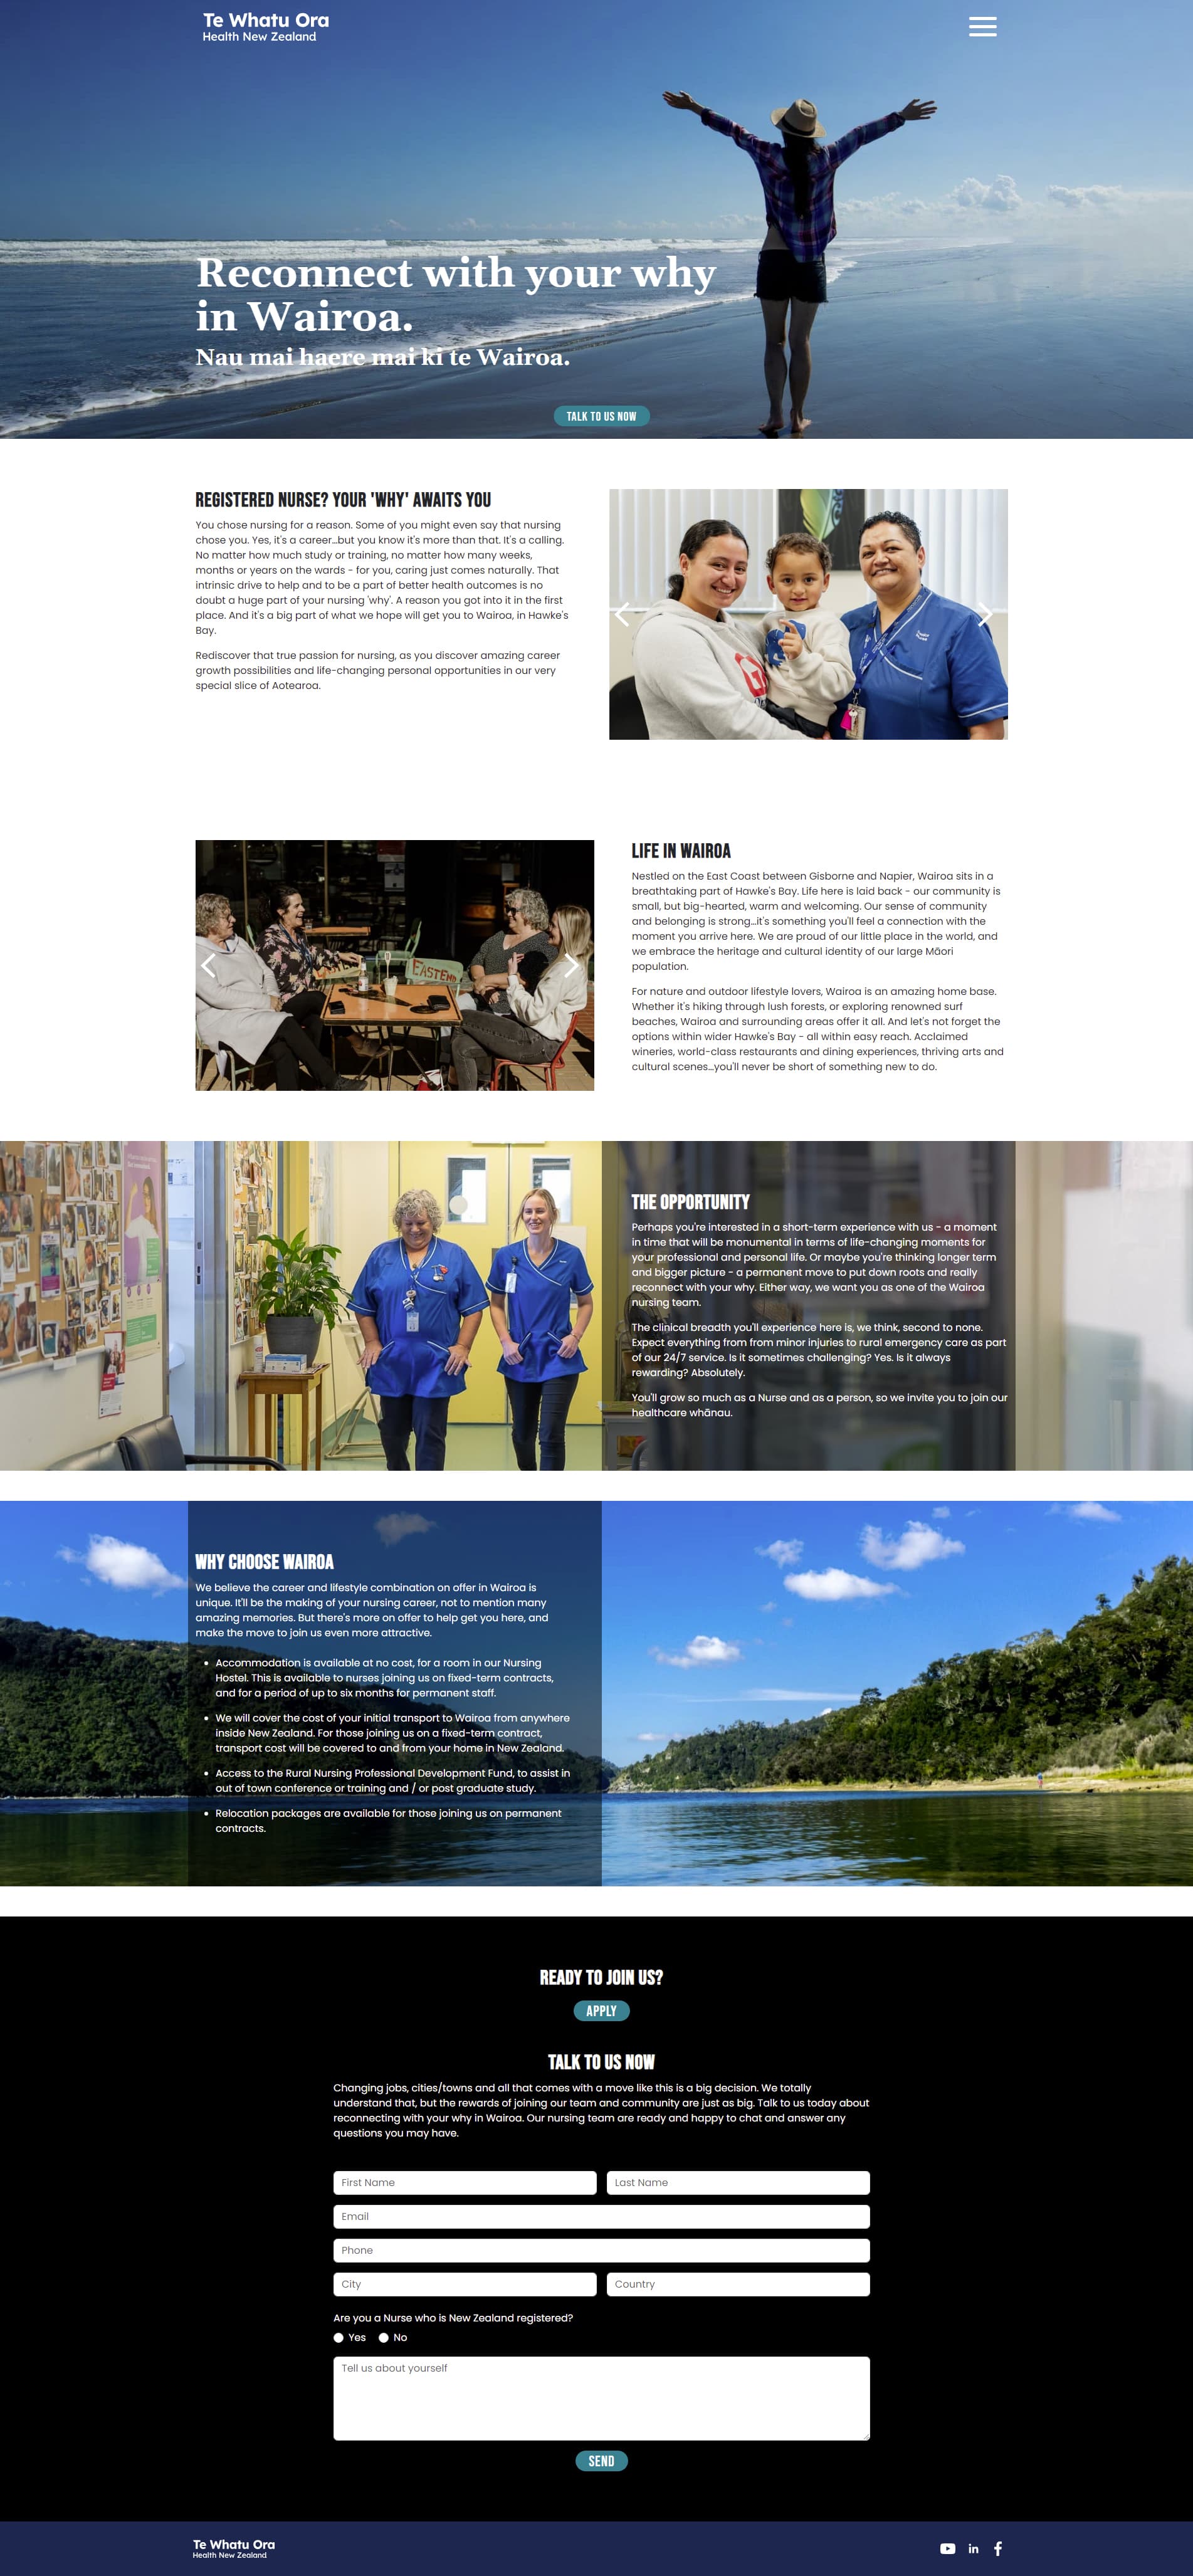 Te Whatu Ora
Health New Zealand
Reconnect with your why
in Wairoa.
Nau mai haere mai ki te Wairoa.
TALK TO US NOW
REGISTERED NURSE? YOUR 'WHY' AWAITS YOU
You chose nursing for a reason. Some of you might even say that nursing
chose you. Yes, it's a career...but you know it's more than that. It's a calling.
No matter how much study or training, no matter how many weeks,
months or years on the wards - for you, caring just comes naturally. That
intrinsic drive to help and to be a part of better health outcomes is no
doubt a huge part of your nursing 'why'. A reason you got into it in the first
place. And it's a big part of what we hope will get you to Wairoa, in Hawke's
Bay.
Rediscover that true passion for nursing, as you discover amazing career
growth possibilities and life-changing personal opportunities in our very
special slice of Aotearoa.
EASTEND
LIFE IN WAIROA
Nestled on the East Coast between Gisborne and Napier, Wairoa sits in a
breathtaking part of Hawke's Bay. Life here is laid back - our community is
small, but big-hearted, warm and welcoming. Our sense of community
and belonging is strong...it's something you'll feel a connection with the
moment you arrive here. We are proud of our little place in the world, and
we embrace the heritage and cultural identity of our large Māori
population.
For nature and outdoor lifestyle lovers, Wairoa is an amazing home base.
Whether it's hiking through lush forests, or exploring renowned surf
beaches, Wairoa and surrounding areas offer it all. And let's not forget the
options within wider Hawke's Bay - all within easy reach. Acclaimed
wineries, world-class restaurants and dining experiences, thriving arts and
cultural scenes...you'll never be short of something new to do.
THE OPPORTUNITY
Perhaps you're interested in a short-term experience with us - a moment
in time that will be monumental in terms of life-changing moments for
your professional and personal life. Or maybe you're thinking longer term
and bigger picture - a permanent move to put down roots and really
reconnect with your why. Either way, we want you as one of the Wairoa
nursing team.
The clinical breadth you'll experience here is, we think, second to none.
Expect everything from from minor injuries to rural emergency care as part
of our 24/7 service. Is it sometimes challenging? Yes. Is it always
rewarding? Absolutely.
You'll grow so much as a Nurse and as a person, so we invite you to join our
healthcare whānau.
WHY CHOOSE WAIROA
We believe the career and lifestyle combination on offer in Wairoa is
unique. It'll be the making of your nursing career, not to mention many
amazing memories. But there's more on offer to help get you here, and
make the move to join us even more attractive.
• Accommodation is available at no cost, for a room in our Nursing
Hostel. This is available to nurses joining us on fixed-term contracts,
and for a period of up to six months for permanent staff.
• We will cover the cost of your initial transport to Wairoa from anywhere
inside New Zealand. For those joining us on a fixed-term contract,
transport cost will be covered to and from your home in New Zealand.
• Access to the Rural Nursing Professional Development Fund, to assist in
out of town conference or training and / or post graduate study.
• Relocation packages are available for those joining us on permanent
contracts.
READY TO JOIN US?
APPLY
TALK TO US NOW
Changing jobs, cities/towns and all that comes with a move like this is a big decision. We totally
understand that, but the rewards of joining our team and community are just as big. Talk to us today about
reconnecting with your why in Wairoa. Our nursing team are ready and happy to chat and answer any
questions you may have.
First Name
Last Name
Email
Phone
City
Country
Are you a Nurse who is New Zealand registered?
Yes
No
Tell us about yourself
SEND
Te Whatu Ora
Health New Zealand